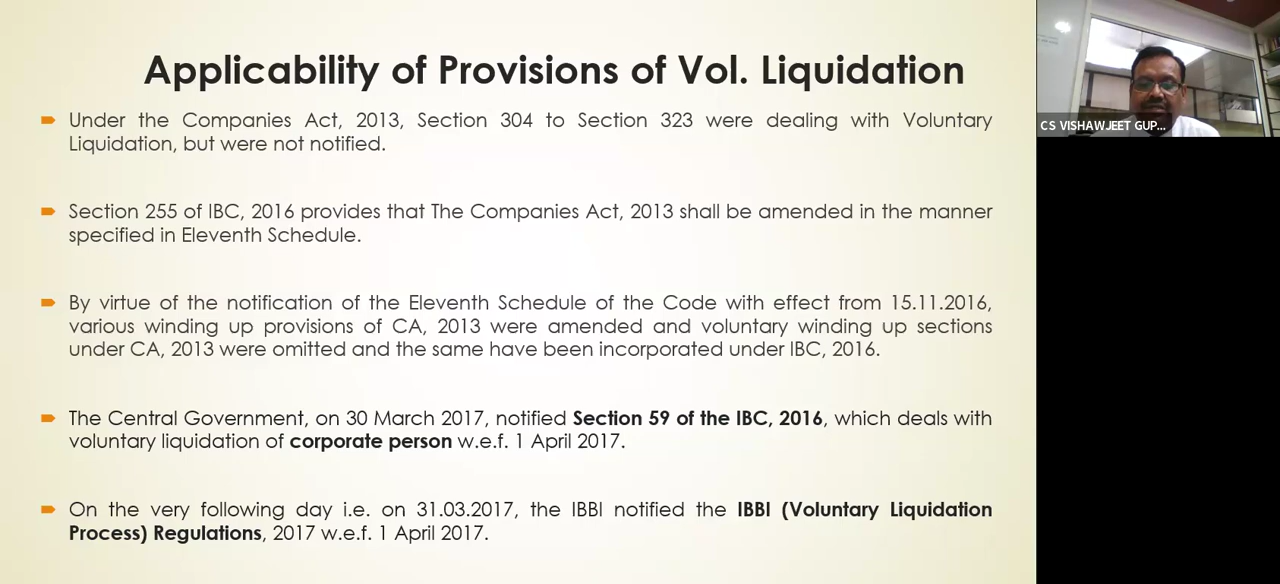 Applicability of Provisions of Vol. Liquidation
Under the Companies Act, 2013, Section 304 to Section 323 were dealing with Voluntary
Liquidation, but were not notified.
Section 255 of IBC, 2016 provides that The Companies Act, 2013 shall be amended in the manner
specified in Eleventh Schedule.
By virtue of the notification of the Eleventh Schedule of the Code with effect from 15.11.2016,
various winding up provisions of CA, 2013 were amended and voluntary winding up sections
under CA, 2013 were omitted and the same have been incorporated under IBC, 2016.
The Central Government, on 30 March 2017, notified Section 59 of the IBC, 2016, which deals with
voluntary liquidation of corporate person w.e.f. 1 April 2017.
On the very following day i.e. on 31.03.2017, the IBBI notified the IBBI (Voluntary Liquidation
Process) Regulations, 2017 w.e.f. 1 April 2017.
CS VISHAWJEET GUP...